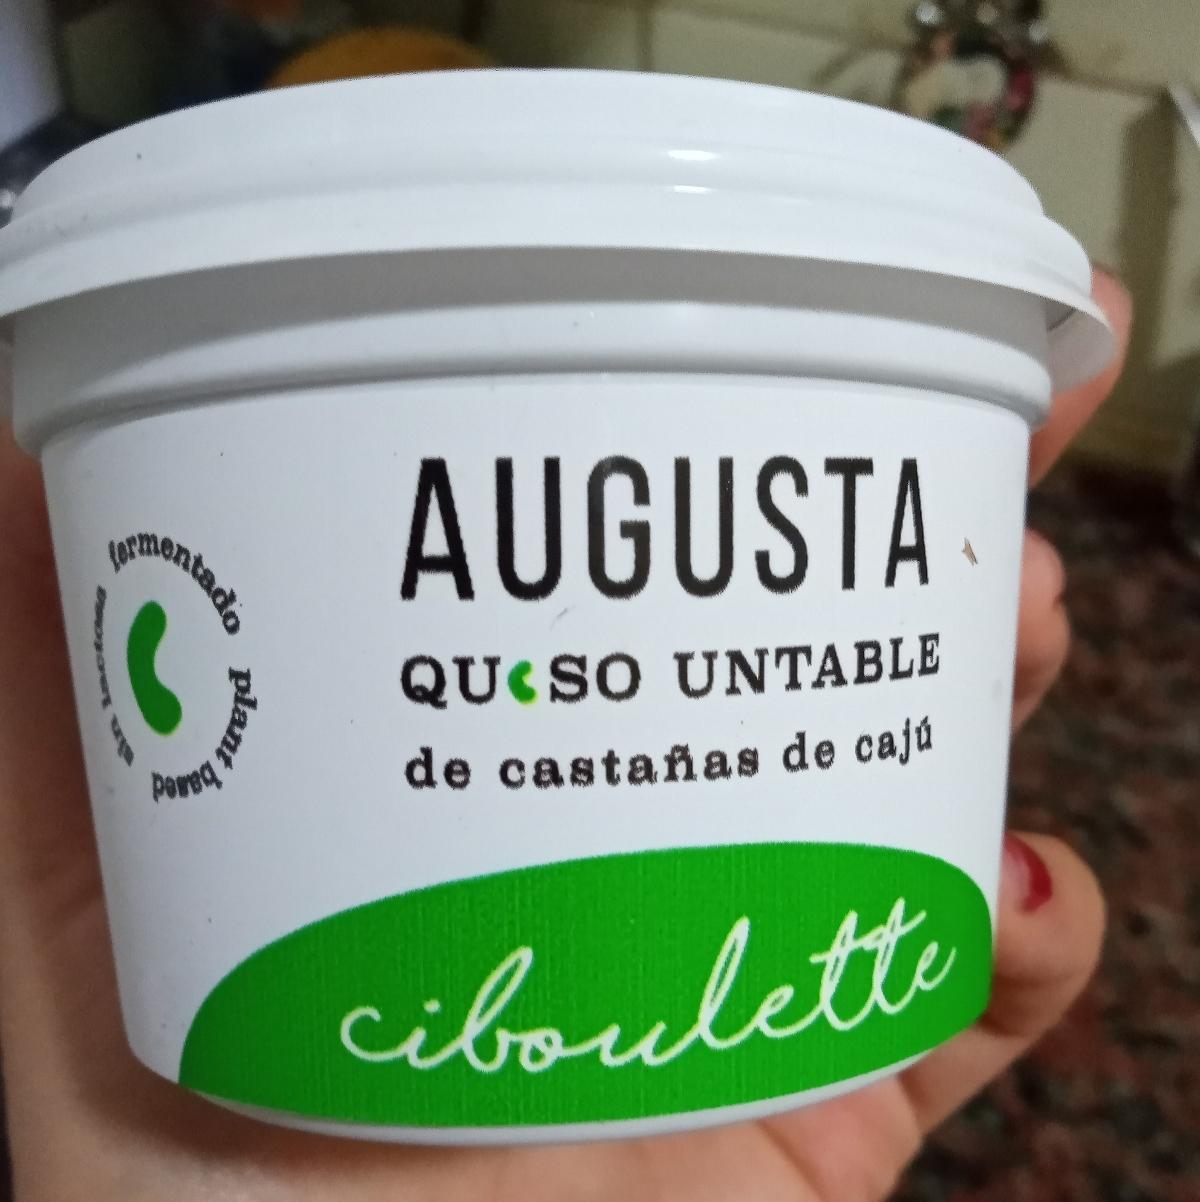 AUGUSTA
QUESO UNTABLE
de castañas de cajú
ciboulette
fermentado plant based sin lactosa